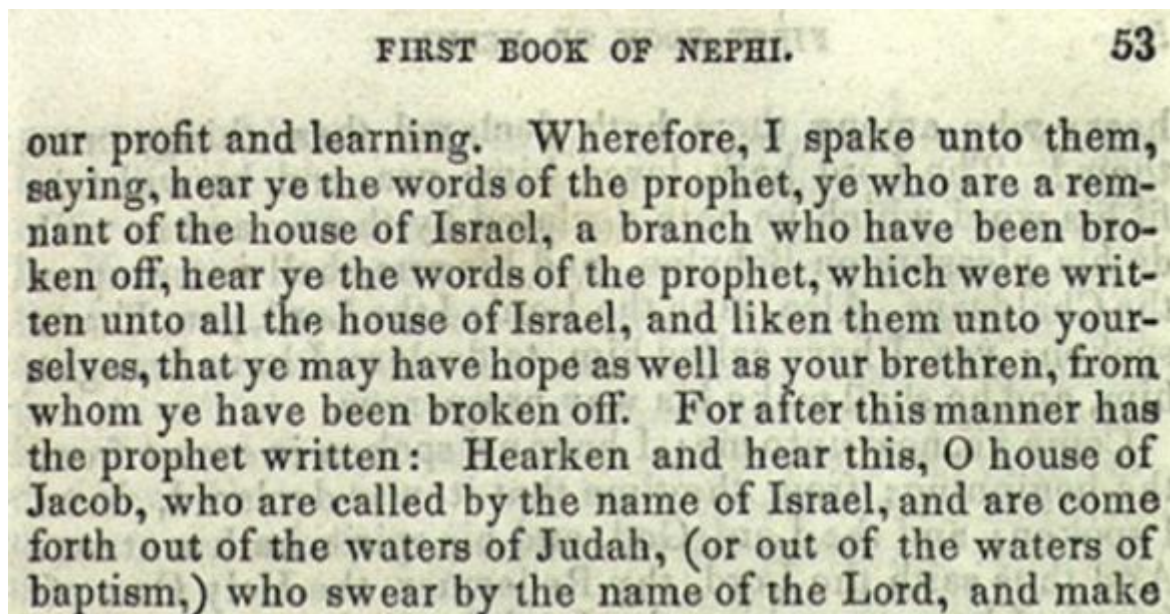 FIRST BOOK OF NEPHI. 53
our profit and learning. Wherefore, I spake unto them,
saying, hear ye the words of the prophet, ye who are a rem-
nant of the house of Israel, a branch who have been bro-
ken off, hear ye the words of the prophet, which were writ-
ten unto all the house of Israel, and liken them unto your-
selves, that ye may have hope as well as your brethren, from
whom ye have been broken off. For after this manner has
the prophet written: Hearken and hear this, O house of
Jacob, who are called by the name of Israel, and are come
forth out of the waters of Judah, (or out of the waters of
baptism,) who swear by the name of the Lord, and make